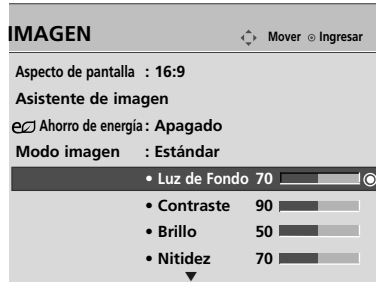 IMAGEN Mover Ingresar
Aspecto de pantalla : 16:9
Asistente de imagen
eco Ahorro de energía : Apagado
Modo imagen : Estándar
• Luz de Fondo 70
• Contraste 90
• Brillo 50
• Nitidez 70